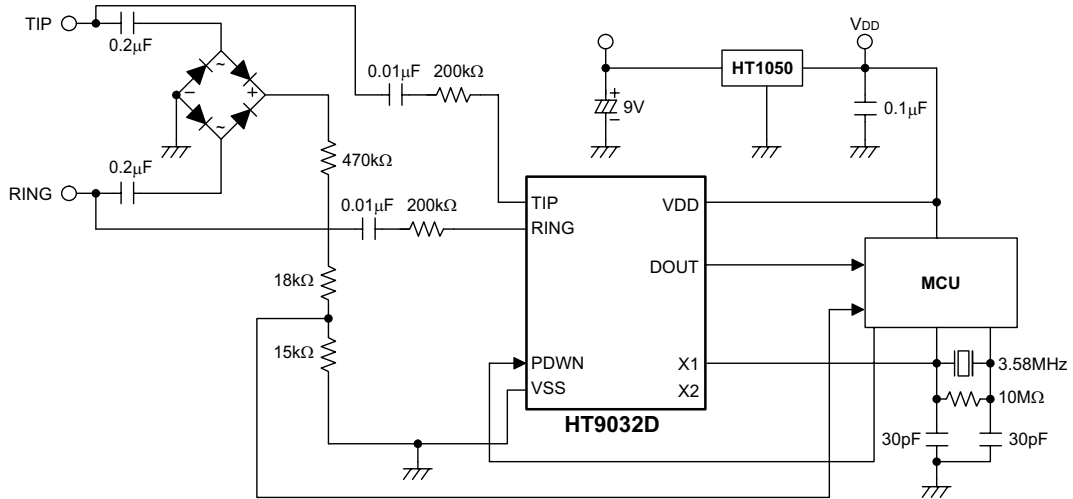 TIP
0.2μF
~
−
+
~
0.2μF
RING
0.01μF
200kΩ
470kΩ
0.01μF
200kΩ
18kΩ
15kΩ
TIP
RING
PDWN
VSS
VDD
DOUT
X1
X2
HT9032D
+
9V
−
HT1050
VDD
0.1μF
MCU
3.58MHz
10MΩ
30pF
30pF